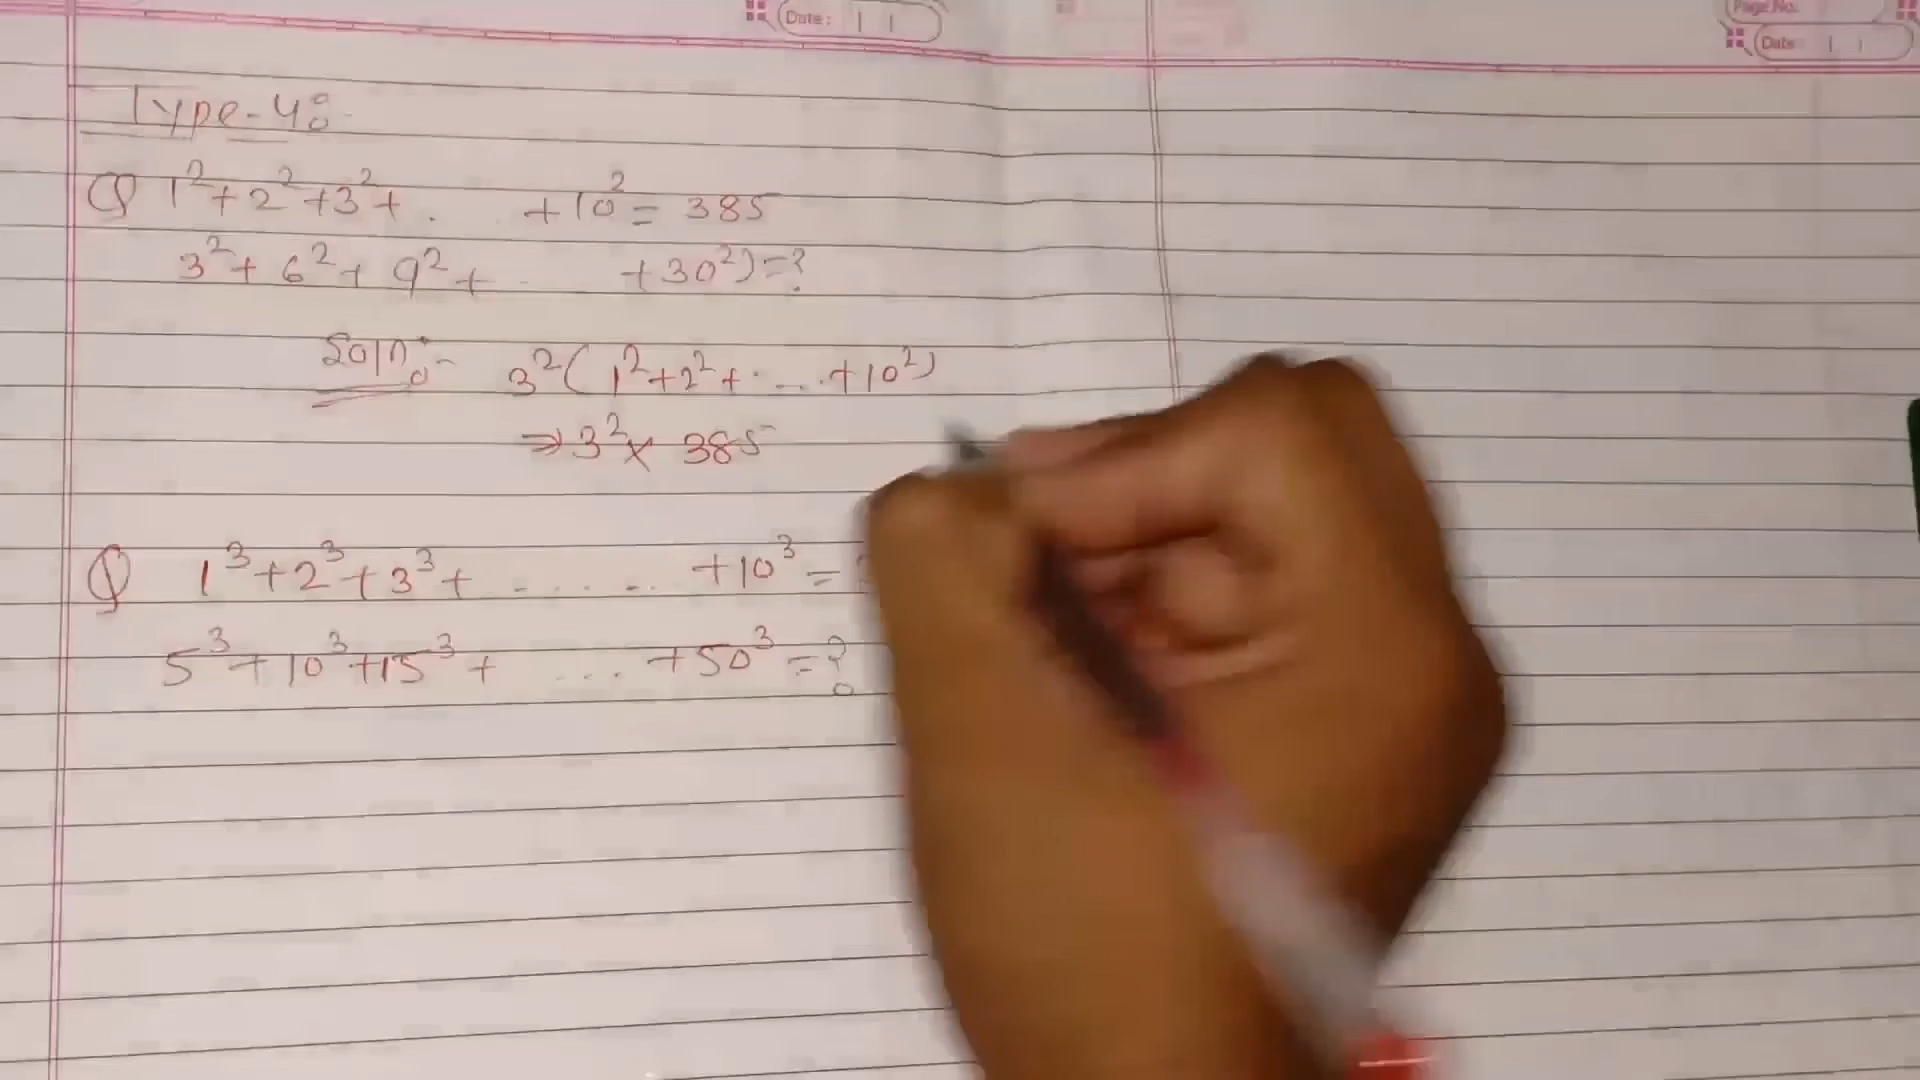 Date:
Page No.
Date
Type-4:-
Q 1²+2²+3²+ . . +10² = 385
3²+ 6²+ 9²+ . +30²)=?
Soln:- 3²(1²+2²+ . ... +10²)
⇒ 3²× 385
Q 1³+2³+3³+ . . . . . . +10³ =
5³+10³+15³+ ... . +50³ =?